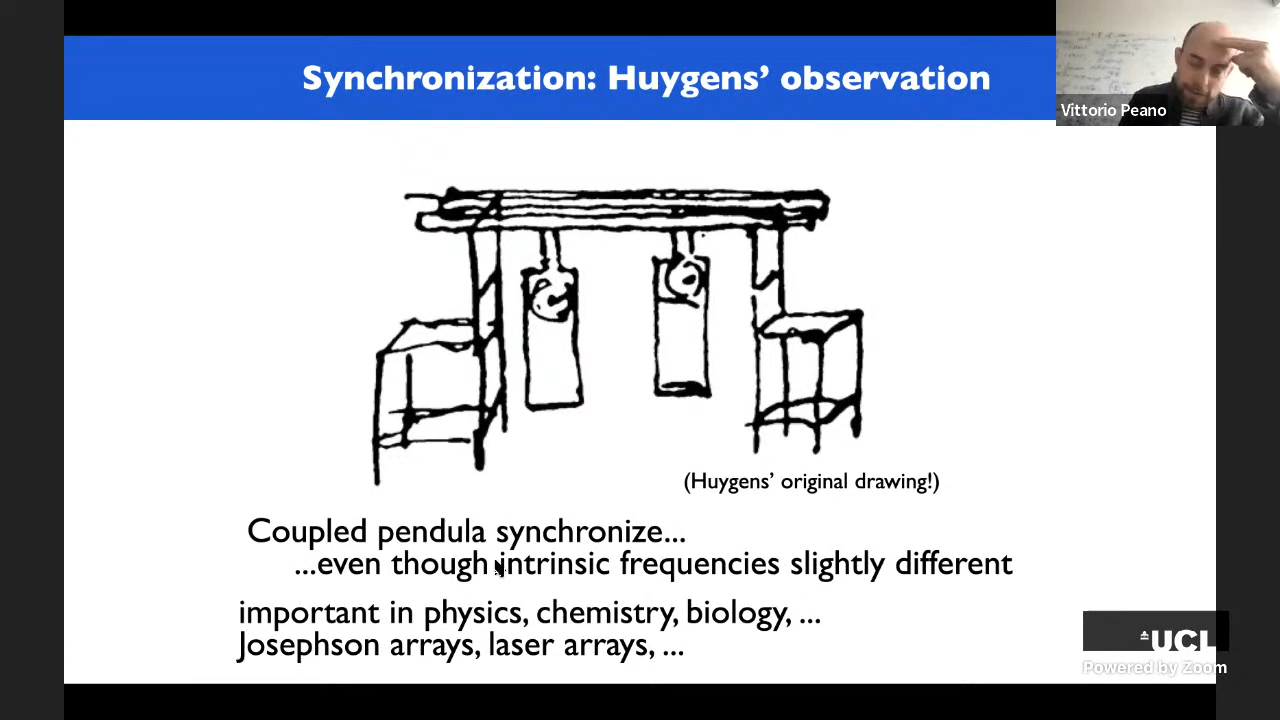 Synchronization: Huygens’ observation
Vittorio Peano
(Huygens’ original drawing!)
Coupled pendula synchronize...
...even though intrinsic frequencies slightly different
important in physics, chemistry, biology, ...
Josephson arrays, laser arrays, ...
UCL
Powered by Zoom